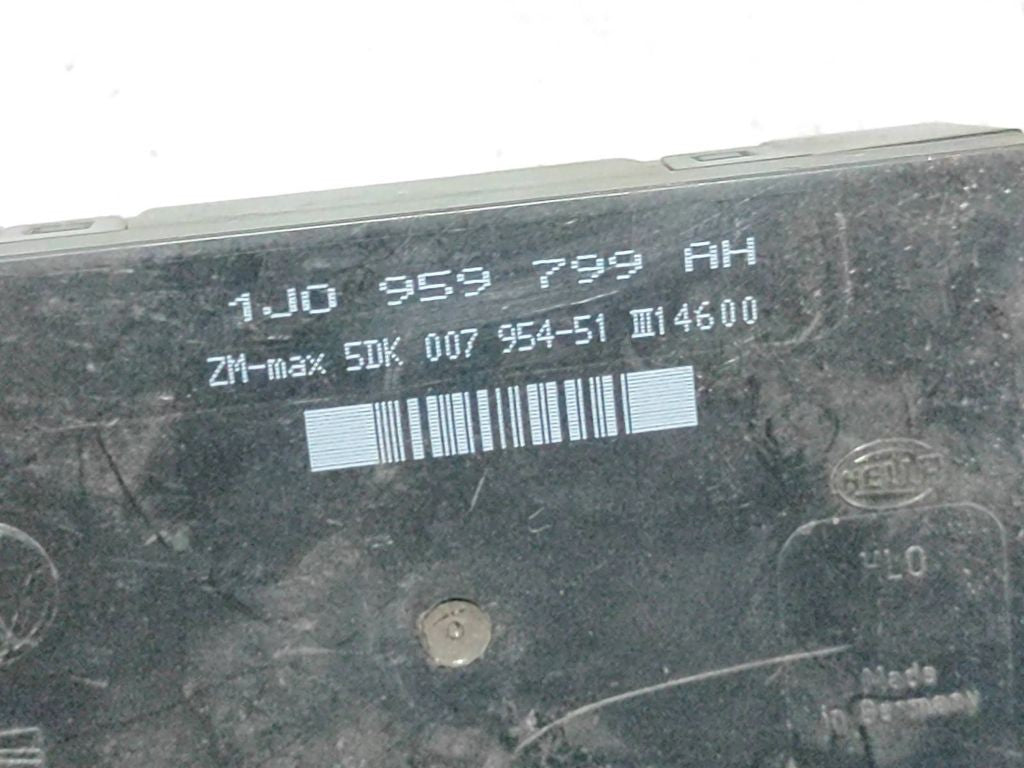 1J0 959 799 AH
ZM-max 5DK 007 954-51 III14600
HELLA
Made
in Germany